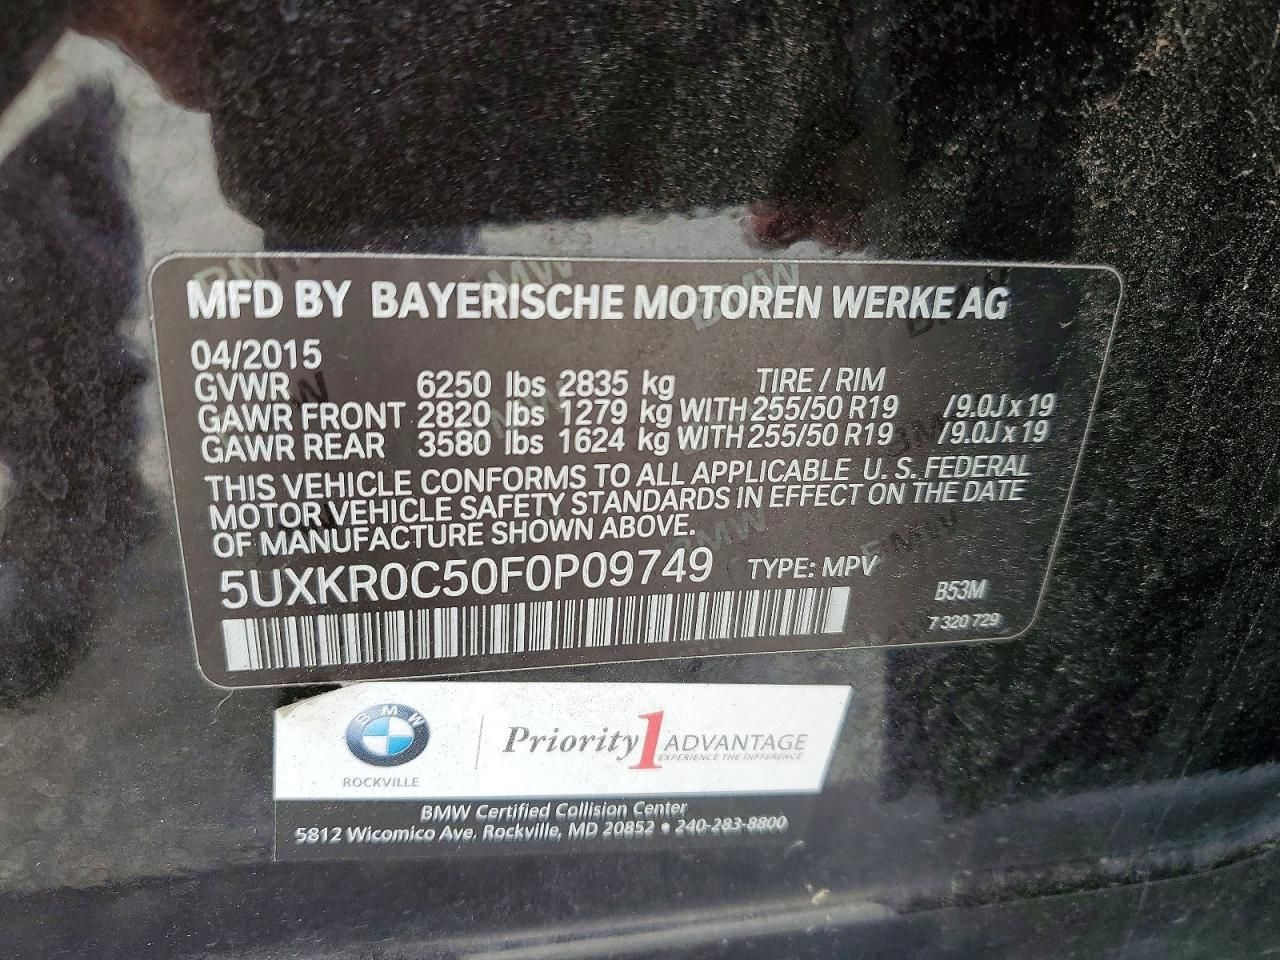 MFD BY BAYERISCHE MOTOREN WERKE AG
04/2015
GVWR 6250 lbs 2835 kg TIRE / RIM
GAWR FRONT 2820 lbs 1279 kg WITH 255/50 R19 /9.0J x 19
GAWR REAR 3580 lbs 1624 kg WITH 255/50 R19 /9.0J x 19
THIS VEHICLE CONFORMS TO ALL APPLICABLE U.S. FEDERAL
MOTOR VEHICLE SAFETY STANDARDS IN EFFECT ON THE DATE
OF MANUFACTURE SHOWN ABOVE.
5UXKR0C50F0P09749 TYPE: MPV
B53M
7 320 729
BMW
ROCKVILLE
Priority1 ADVANTAGE
EXPERIENCE THE DIFFERENCE
BMW Certified Collision Center
5812 Wicomico Ave, Rockville, MD 20852 • 240-283-8800